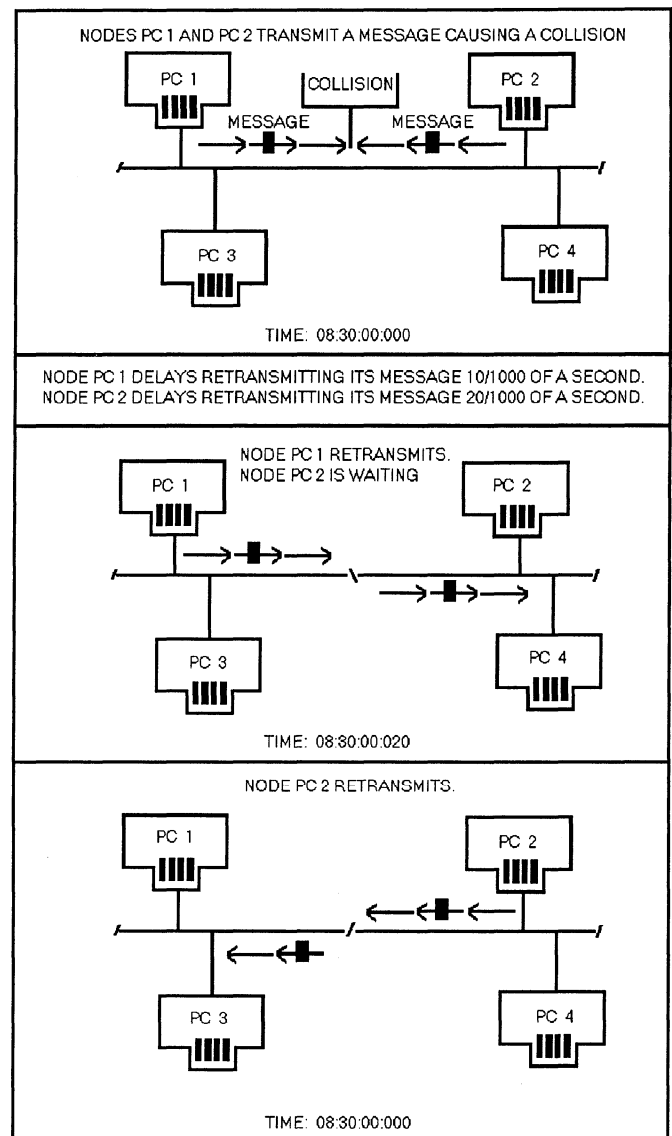 NODES PC 1 AND PC 2 TRANSMIT A MESSAGE CAUSING A COLLISION
PC 1
COLLISION
PC 2
MESSAGE
MESSAGE
PC 3
PC 4
TIME: 08:30:00:000
NODE PC 1 DELAYS RETRANSMITTING ITS MESSAGE 10/1000 OF A SECOND.
NODE PC 2 DELAYS RETRANSMITTING ITS MESSAGE 20/1000 OF A SECOND.
NODE PC 1 RETRANSMITS.
NODE PC 2 IS WAITING
PC 1
PC 2
PC 3
PC 4
TIME: 08:30:00:020
NODE PC 2 RETRANSMITS.
PC 1
PC 2
PC 3
PC 4
TIME: 08:30:00:000